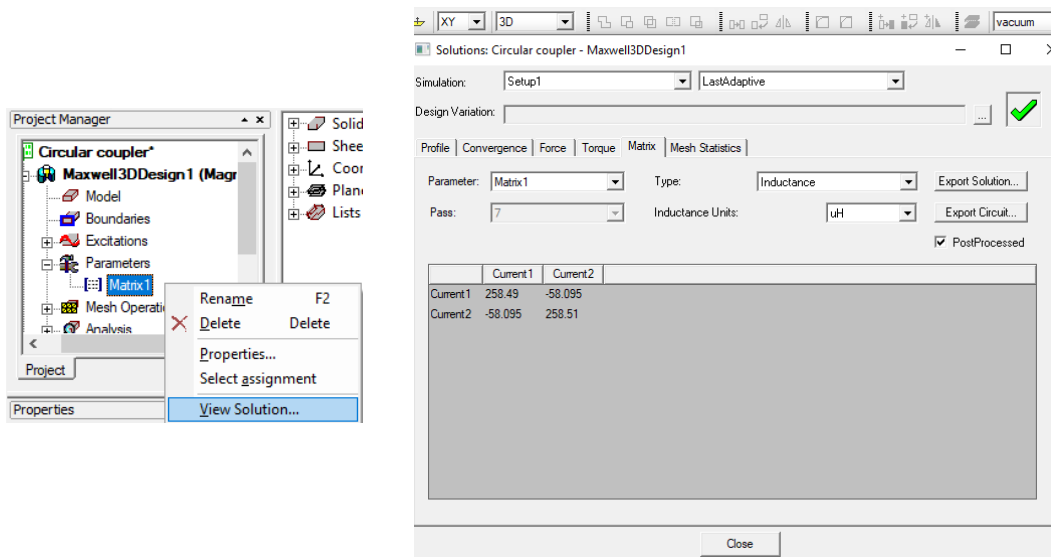 Project Manager
Circular coupler*
Maxwell3DDesign1 (Magr
Model
Boundaries
Excitations
Parameters
Matrix1
Mesh Operati
Analysis
Project
Properties
Solid
Shee
Coor
Plane
Lists
Rename F2
Delete Delete
Properties...
Select assignment
View Solution...
XY 3D vacuum
Solutions: Circular coupler - Maxwell3DDesign1
Simulation: Setup1 LastAdaptive
Design Variation: ...
Profile Convergence Force Torque Matrix Mesh Statistics
Parameter: Matrix1 Type: Inductance Export Solution...
Pass: 7 Inductance Units: uH Export Circuit...
PostProcessed
Current1 Current2
Current1 258.49 -58.095
Current2 -58.095 258.51
Close